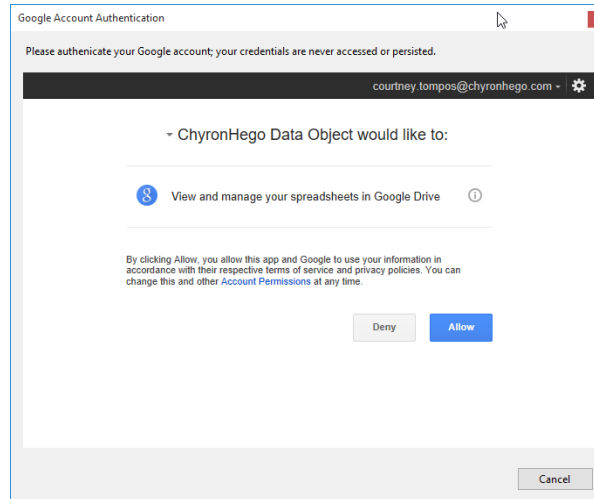 Google Account Authentication
Please authenicate your Google account; your credentials are never accessed or persisted.
courtney.tompos@chyronhego.com
ChyronHego Data Object would like to:
8 View and manage your spreadsheets in Google Drive i
By clicking Allow, you allow this app and Google to use your information in
accordance with their respective terms of service and privacy policies. You can
change this and other Account Permissions at any time.
Deny Allow
Cancel